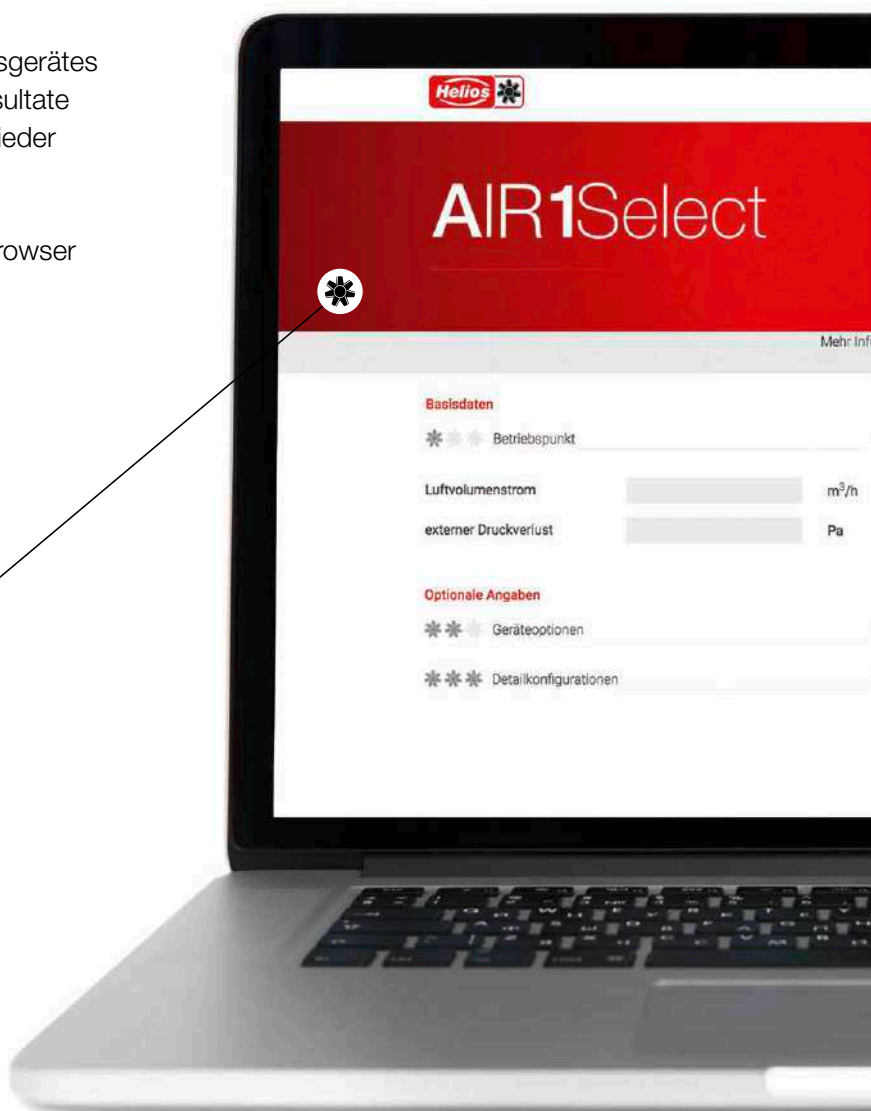 sgerätes
sultate
ieder
rowser
Helios
AIR1Select
Mehr Inf
Basisdaten
Betriebspunkt
Luftvolumenstrom m³/h
externer Druckverlust Pa
Optionale Angaben
Geräteoptionen
Detailkonfigurationen